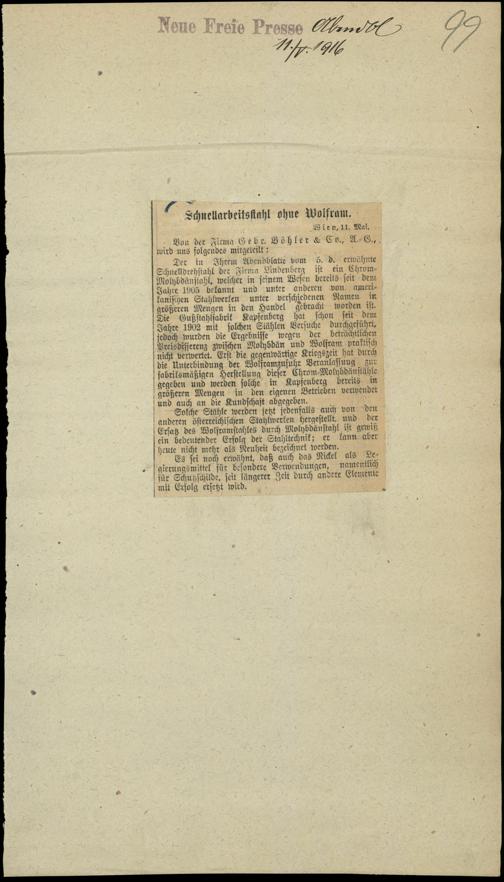 Neue Freie Presse Abendbl
11/V. 1916
99
Schnellarbeitsstahl ohne Wolfram.
Wien, 11. Mai.
Von der Firma Gebr. Böhler & Co., A.-G.,
wird uns folgendes mitgeteilt:
Der in Ihrem Abendblatte vom 5. d. erwähnte
Schnelldrehstahl der Firma Lindenberg ist ein Chrom-
Molybdänstahl, welcher in seinem Wesen bereits seit dem
Jahre 1905 bekannt und unter anderen von ameri-
kanischen Stahlwerken unter verschiedenen Namen in
größeren Mengen in den Handel gebracht worden ist.
Die Gußstahlfabrik Kapfenberg hat schon seit dem
Jahre 1902 mit solchen Stählen Versuche durchgeführt,
jedoch wurden die Ergebnisse wegen der beträchtlichen
Preisdifferenz zwischen Molybdän und Wolfram praktisch
nicht verwertet. Erst die gegenwärtige Kriegszeit hat durch
die Unterbindung der Wolframzufuhr Veranlassung zur
fabriksmäßigen Herstellung dieser Chrom-Molybdänstähle
gegeben und werden solche in Kapfenberg bereits in
größeren Mengen in den eigenen Betrieben verwendet
und auch an die Kundschaft abgegeben.
Solche Stähle werden jetzt jedenfalls auch von den
anderen österreichischen Stahlwerken hergestellt und der
Ersatz des Wolframstahles durch Molybdänstahl ist gewiß
ein bedeutender Erfolg der Stahltechnik; er kann aber
heute nicht mehr als Neuheit bezeichnet werden.
Es sei noch erwähnt, daß auch das Nickel als Le-
gierungsmittel für besondere Verwendungen, namentlich
für Schutzschilde, seit längerer Zeit durch andere Elemente
mit Erfolg ersetzt wird.